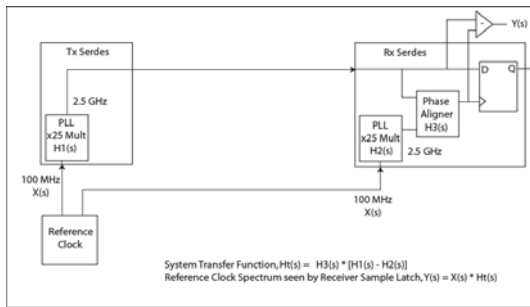 Y(s)
-
Tx Serdes
Rx Serdes
D
Q
2.5 GHz
Phase
Aligner
H3(s)
PLL
x25 Mult
H1(s)
PLL
x25 Mult
H2(s)
2.5 GHz
100 MHz
X(s)
100 MHz
X(s)
Reference
Clock
System Transfer Function, Ht(s) = H3(s) * [H1(s) - H2(s)]
Reference Clock Spectrum seen by Receiver Sample Latch, Y(s) = X(s) * Ht(s)